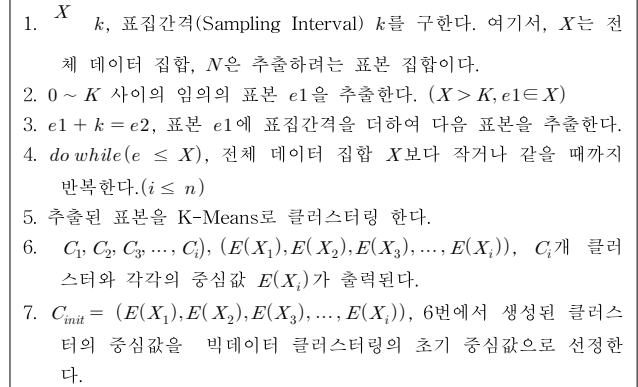 1. X k, 표집간격(Sampling Interval) k를 구한다. 여기서, X는 전
체 데이터 집합, N은 추출하려는 표본 집합이다.
2. 0 ~ K 사이의 임의의 표본 e1을 추출한다. (X > K, e1∈X)
3. e1 + k = e2, 표본 e1에 표집간격을 더하여 다음 표본을 추출한다.
4. do while(e ≤ X), 전체 데이터 집합 X보다 작거나 같을 때까지
반복한다.(i ≤ n)
5. 추출된 표본을 K-Means로 클러스터링 한다.
6. C₁, C₂, C₃, ..., Cᵢ), (E(X₁),E(X₂),E(X₃),...,E(Xᵢ)), Cᵢ개 클러
스터와 각각의 중심값 E(Xᵢ)가 출력된다.
7. C_init = (E(X₁),E(X₂),E(X₃),...,E(Xᵢ)), 6번에서 생성된 클러스
터의 중심값을 빅데이터 클러스터링의 초기 중심값으로 선정한
다.